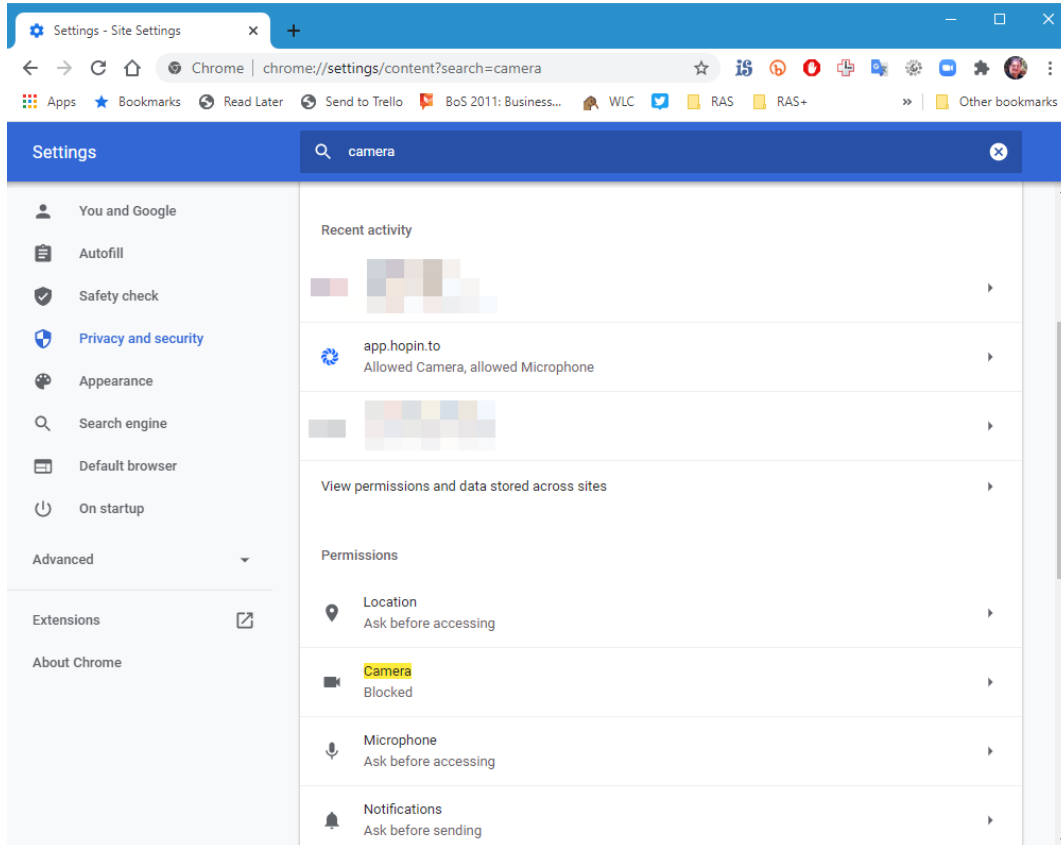 Settings - Site Settings
Chrome | chrome://settings/content?search=camera
Apps Bookmarks Read Later Send to Trello BoS 2011: Business... WLC RAS RAS+ » Other bookmarks
Settings
camera
You and Google
Autofill
Safety check
Privacy and security
Appearance
Search engine
Default browser
On startup
Advanced
Extensions
About Chrome
Recent activity
app.hopin.to
Allowed Camera, allowed Microphone
View permissions and data stored across sites
Permissions
Location
Ask before accessing
Camera
Blocked
Microphone
Ask before accessing
Notifications
Ask before sending